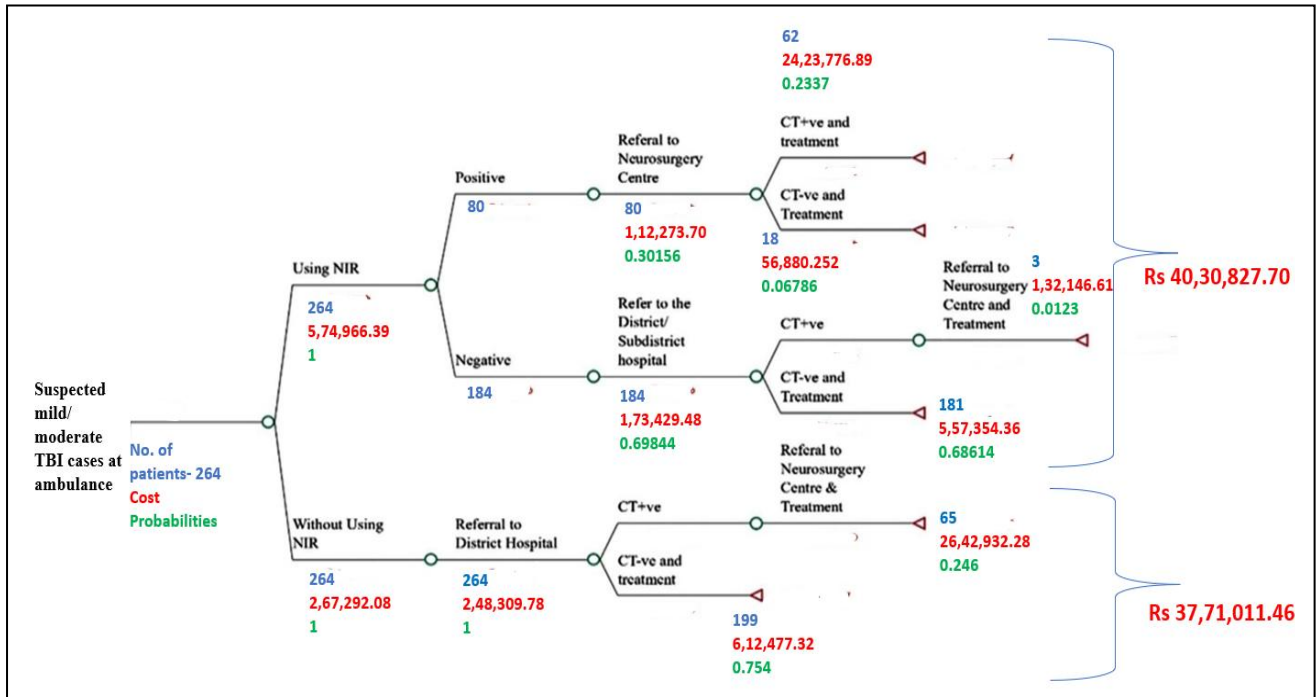 62
24,23,776.89
0.2337
CT+ve and
treatment
Referal to
Neurosurgery
Centre
Positive
CT-ve and
Treatment
80
80
1,12,273.70
0.30156
18
56,880.252
0.06786
Using NIR
264
5,74,966.39
1
Refer to the
District/
Subdistrict
hospital
CT+ve
Referral to
Neurosurgery
Centre and
Treatment
3
1,32,146.61
0.0123
Rs 40,30,827.70
Negative
184
184
1,73,429.48
0.69844
CT-ve and
Treatment
181
5,57,354.36
0.68614
Suspected
mild/
moderate
TBI cases at
ambulance
No. of
patients- 264
Cost
Probabilities
Referal to
Neurosurgery
Centre &
Treatment
CT+ve
65
26,42,932.28
0.246
Without Using
NIR
264
2,67,292.08
1
Referral to
District Hospital
264
2,48,309.78
1
CT-ve and
treatment
199
6,12,477.32
0.754
Rs 37,71,011.46